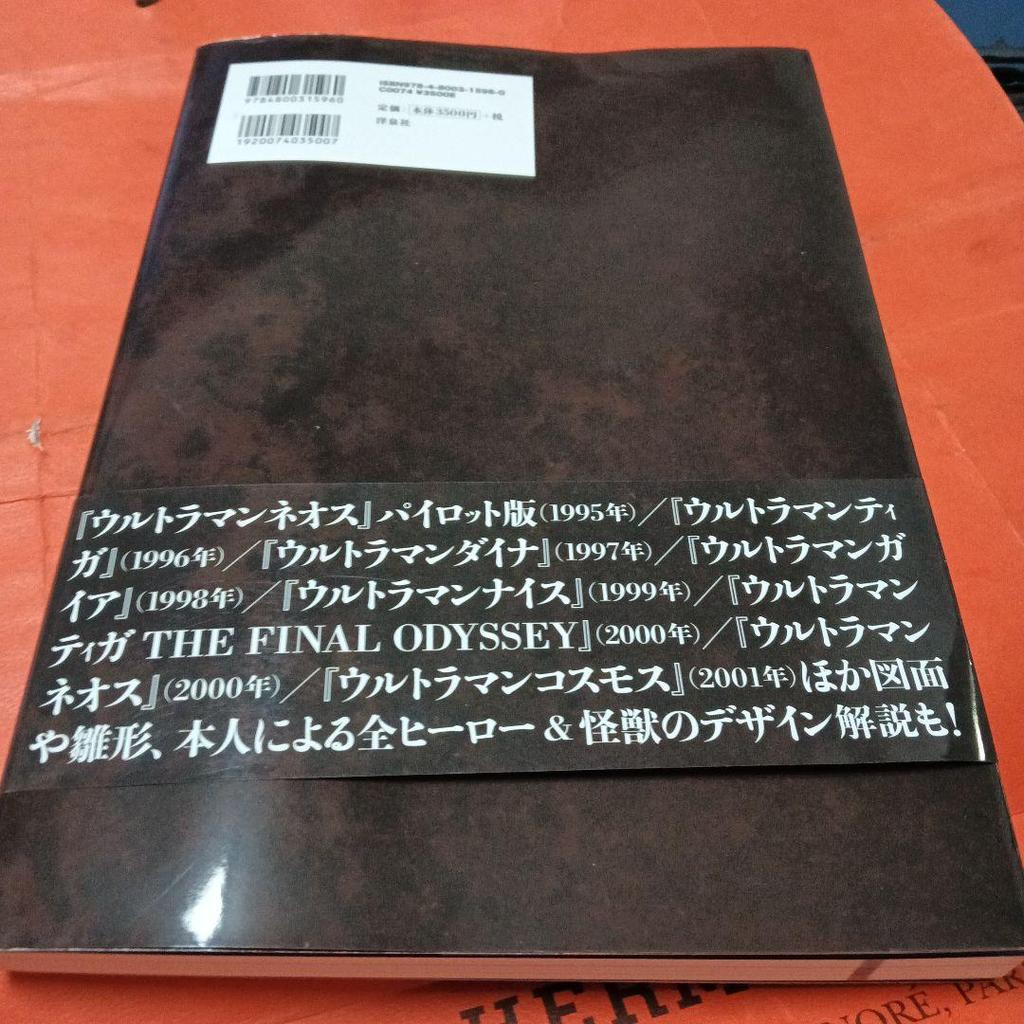 ISBN978-4-8003-1596-0
C0074 ¥3500E
9784800315960
定価:[本体3500円]+税
洋泉社
1920074035007
『ウルトラマンネオス』パイロット版(1995年)／『ウルトラマンティ
ガ』(1996年)／『ウルトラマンダイナ』(1997年)／『ウルトラマンガ
イア』(1998年)／『ウルトラマンナイス』(1999年)／『ウルトラマン
ティガ THE FINAL ODYSSEY』(2000年)／『ウルトラマン
ネオス』(2000年)／『ウルトラマンコスモス』(2001年)ほか図面
や雛形、本人による全ヒーロー&怪獣のデザイン解説も!